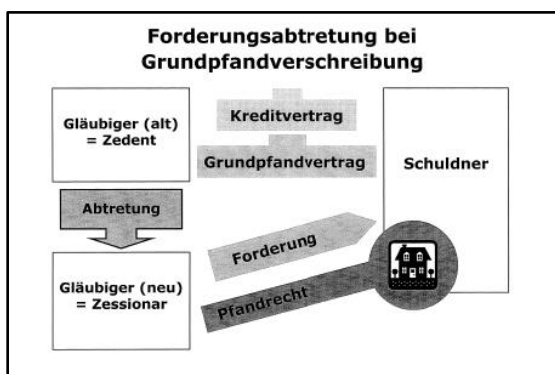 Forderungsabtretung bei
Grundpfandverschreibung
Gläubiger (alt)
= Zedent
Kreditvertrag
Grundpfandvertrag
Schuldner
Abtretung
Gläubiger (neu)
= Zessionar
Forderung
Pfandrecht